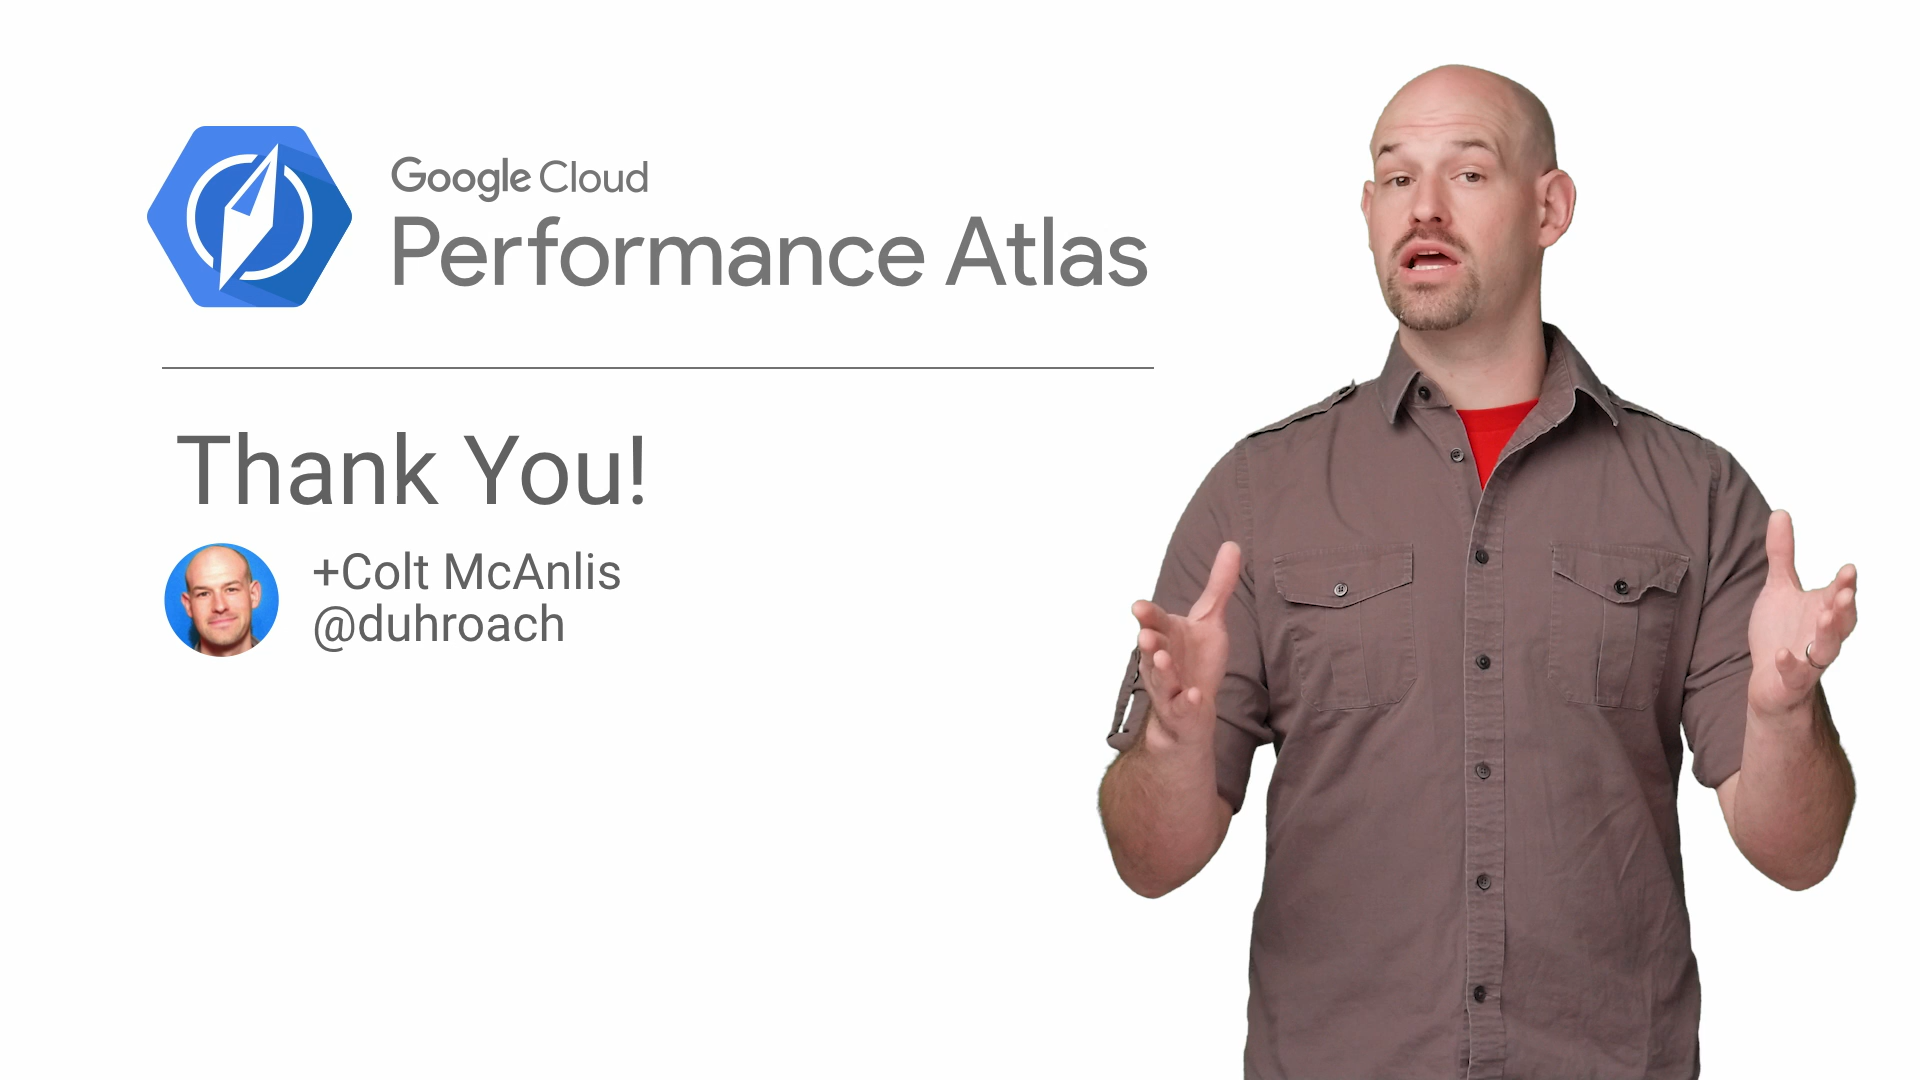 Google Cloud
Performance Atlas
Thank You!
+Colt McAnlis
@duhroach